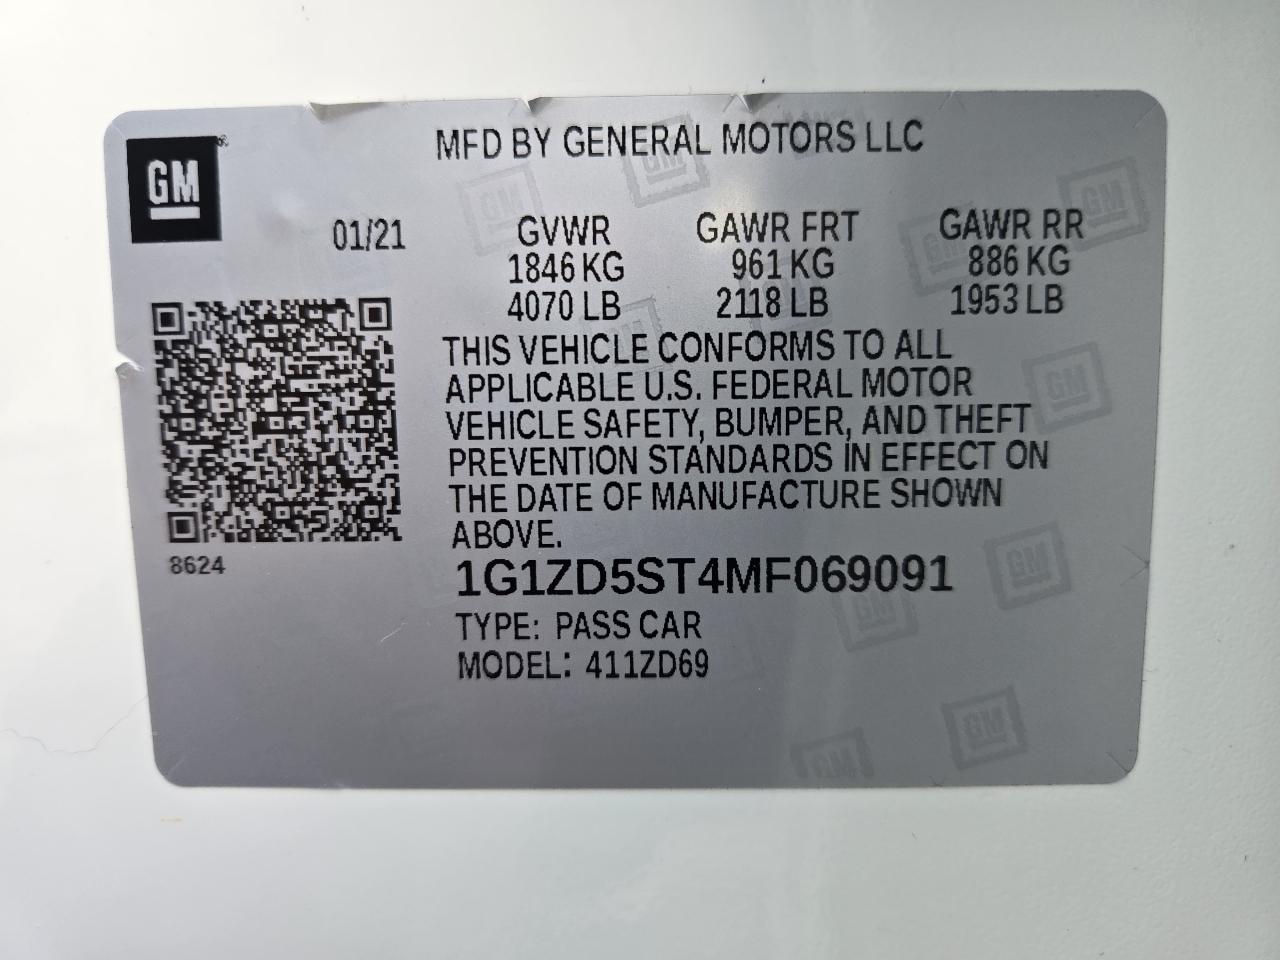 MFD BY GENERAL MOTORS LLC
GM®
01/21
GVWR GAWR FRT GAWR RR
1846 KG 961 KG 886 KG
4070 LB 2118 LB 1953 LB
THIS VEHICLE CONFORMS TO ALL
APPLICABLE U.S. FEDERAL MOTOR
VEHICLE SAFETY, BUMPER, AND THEFT
PREVENTION STANDARDS IN EFFECT ON
THE DATE OF MANUFACTURE SHOWN
ABOVE.
8624
1G1ZD5ST4MF069091
TYPE: PASS CAR
MODEL: 411ZD69